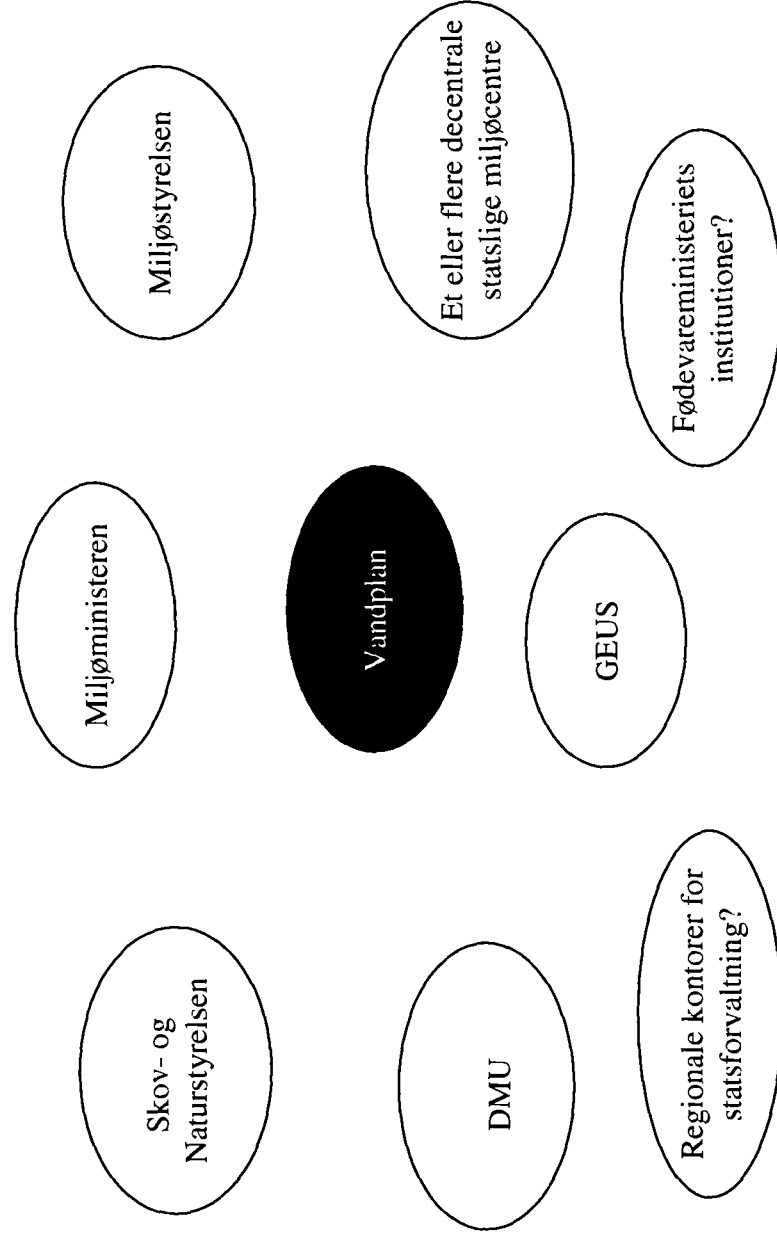 Miljøministeren
Skov- og
Naturstyrelsen
Miljøstyrelsen
Vandplan
DMU
Et eller flere decentrale
statslige miljøcentre
GEUS
Regionale kontorer for
statsforvaltning?
Fødevareministeriets
institutioner?